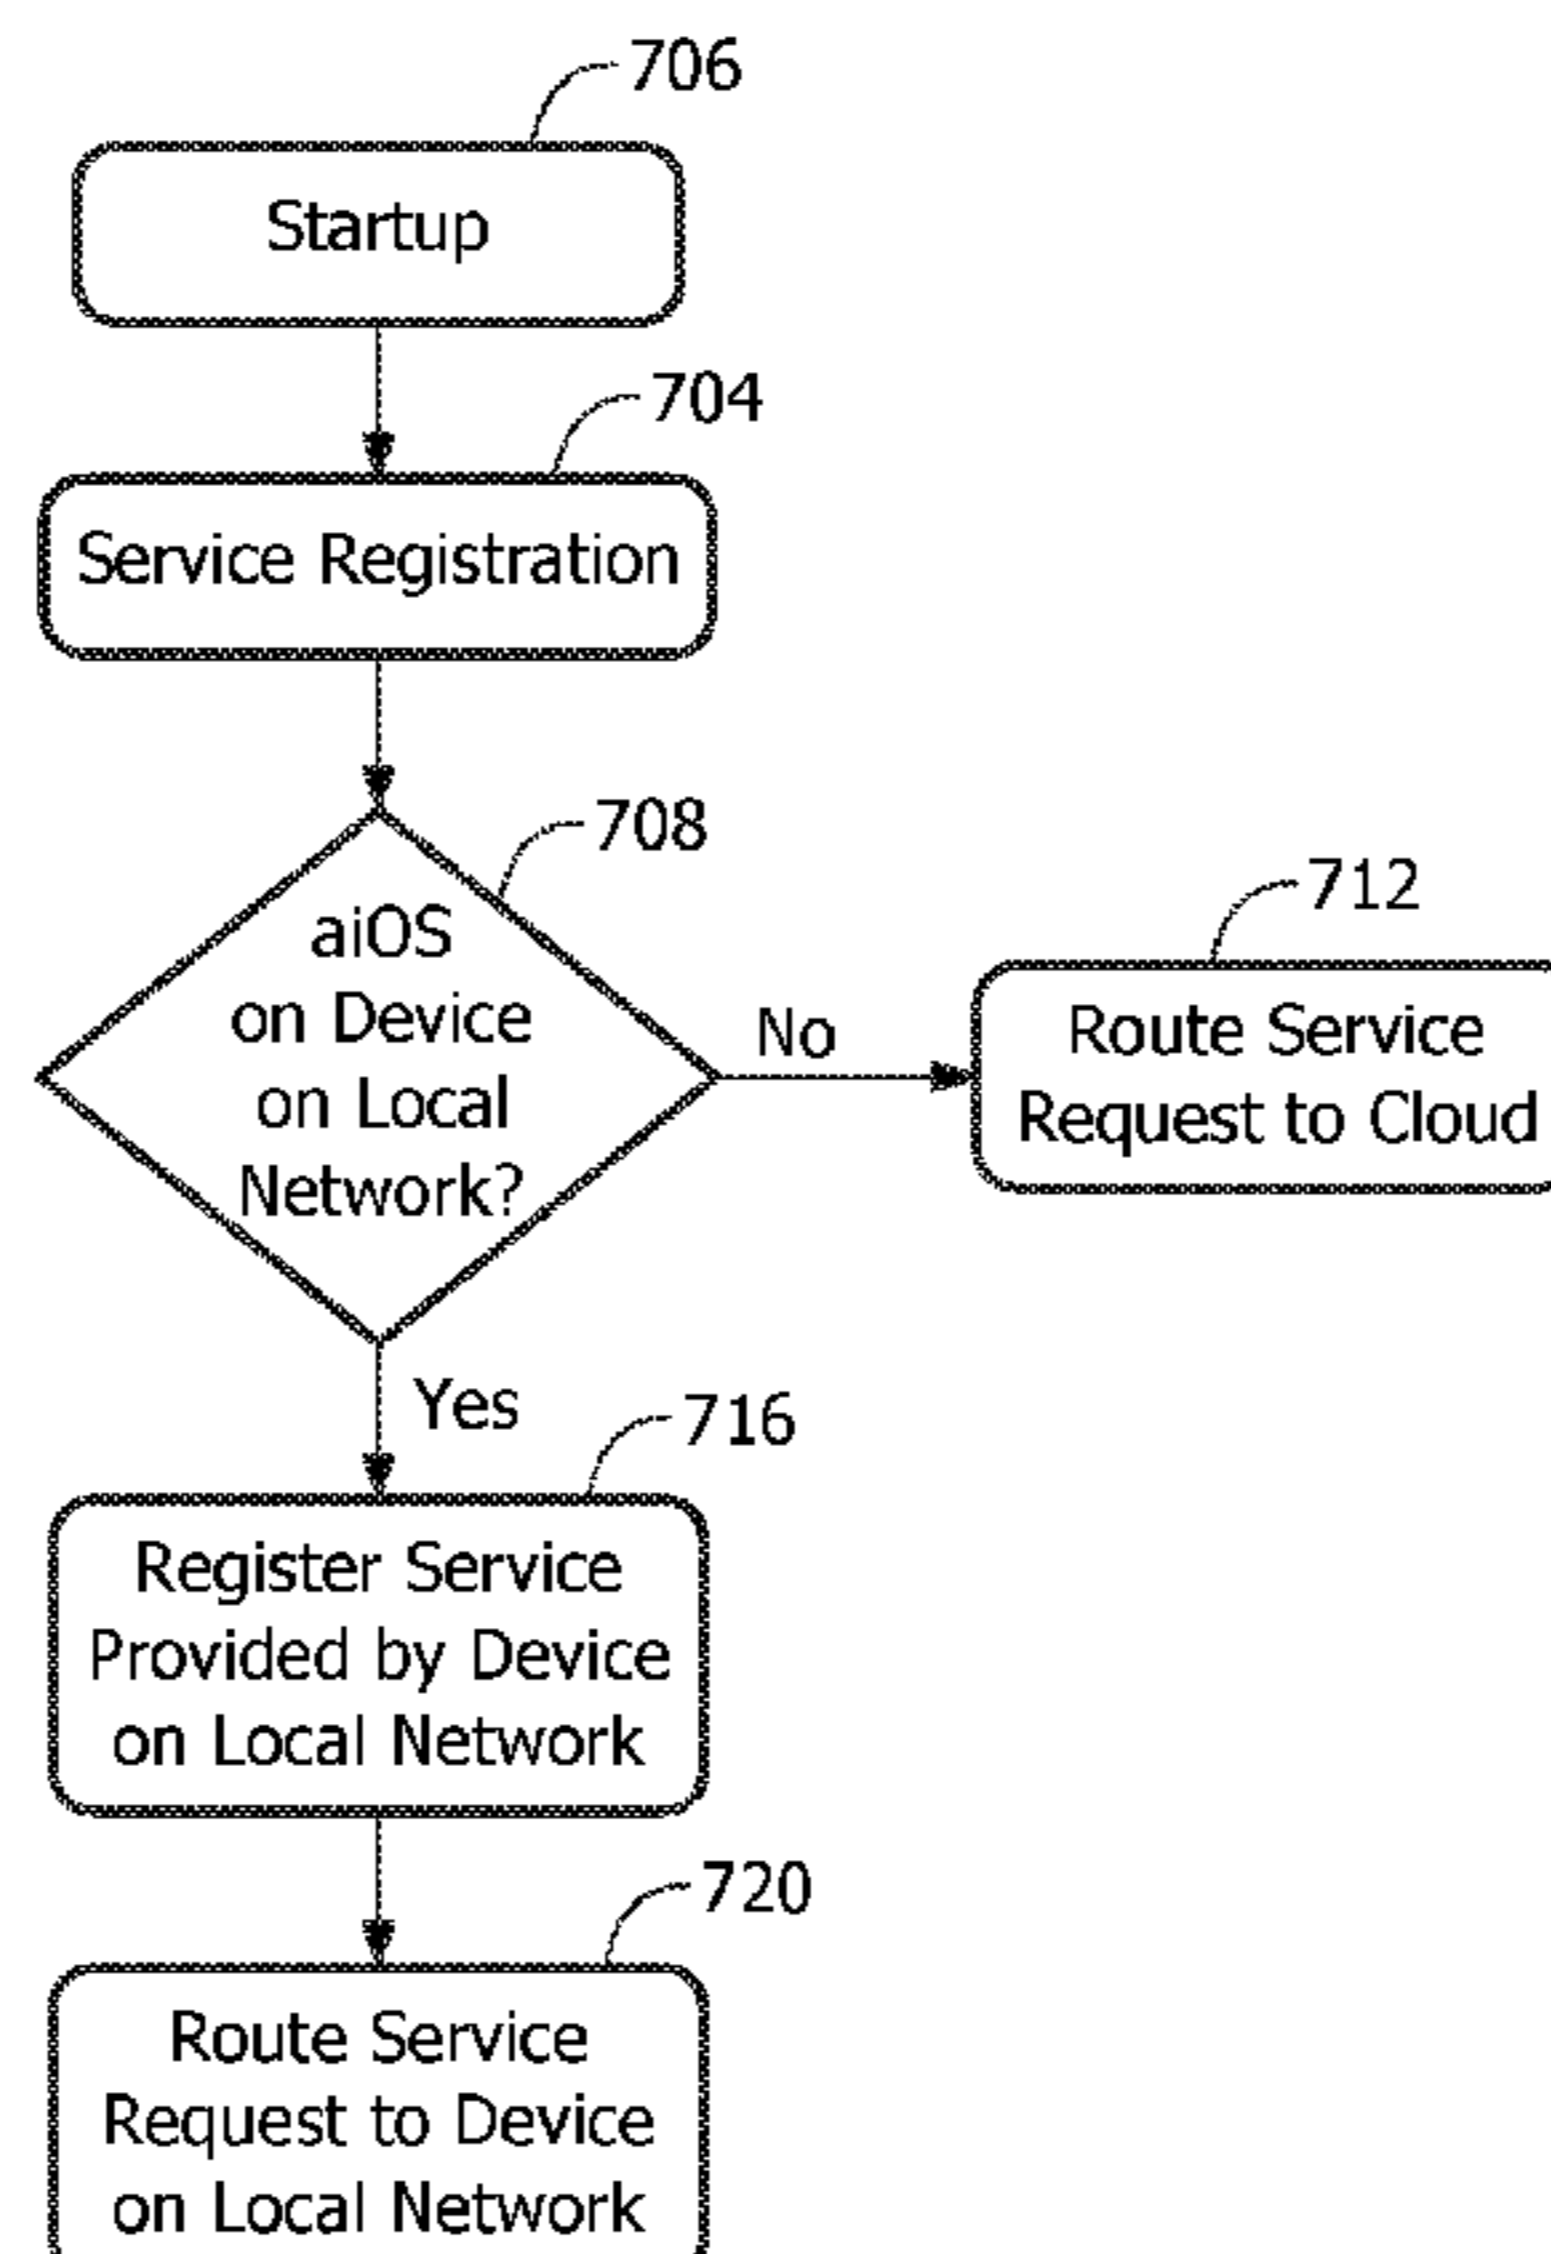 706
Startup
704
Service Registration
708
aiOS
on Device
on Local
Network?
No
712
Route Service
Request to Cloud
Yes
716
Register Service
Provided by Device
on Local Network
720
Route Service
Request to Device
on Local Network